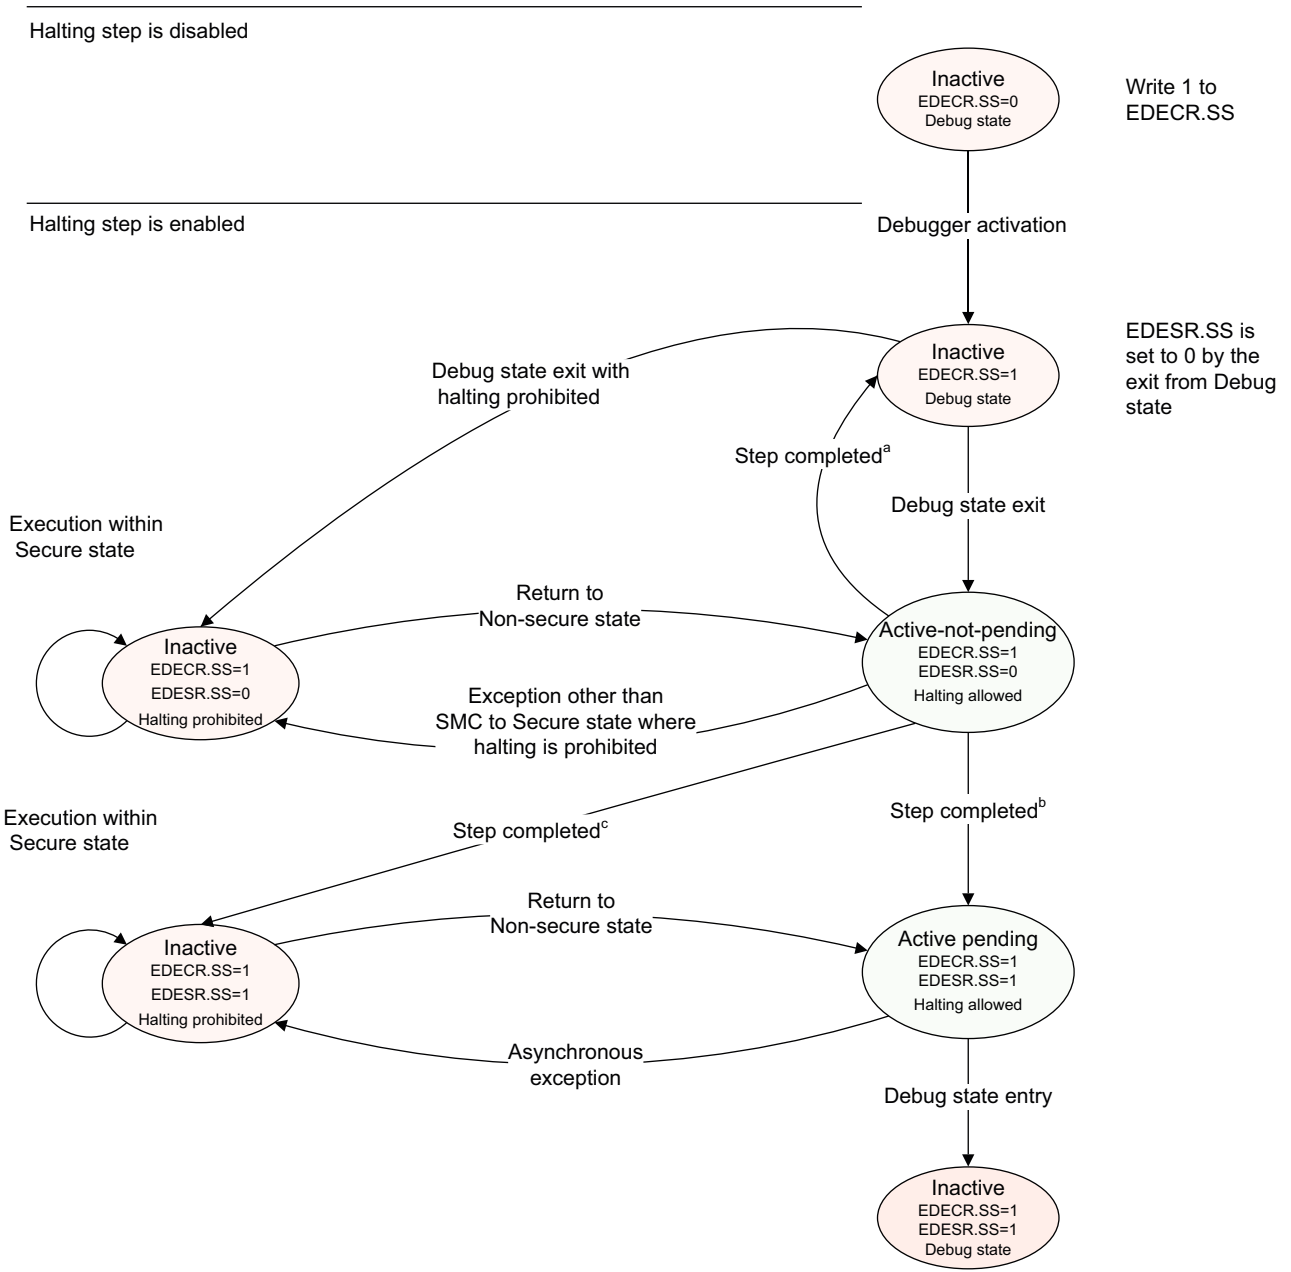 Halting step is disabled
Inactive
EDECR.SS=0
Debug state
Write 1 to
EDECR.SS
Halting step is enabled
Debugger activation
Inactive
EDECR.SS=1
Debug state
EDESR.SS is
set to 0 by the
exit from Debug
state
Debug state exit with
halting prohibited
Step completedᵃ
Debug state exit
Execution within
Secure state
Return to
Non-secure state
Inactive
EDECR.SS=1
EDESR.SS=0
Halting prohibited
Active-not-pending
EDECR.SS=1
EDESR.SS=0
Halting allowed
Exception other than
SMC to Secure state where
halting is prohibited
Step completedᵇ
Execution within
Secure state
Step completedᶜ
Return to
Non-secure state
Inactive
EDECR.SS=1
EDESR.SS=1
Halting prohibited
Active pending
EDECR.SS=1
EDESR.SS=1
Halting allowed
Asynchronous
exception
Debug state entry
Inactive
EDECR.SS=1
EDESR.SS=1
Debug state